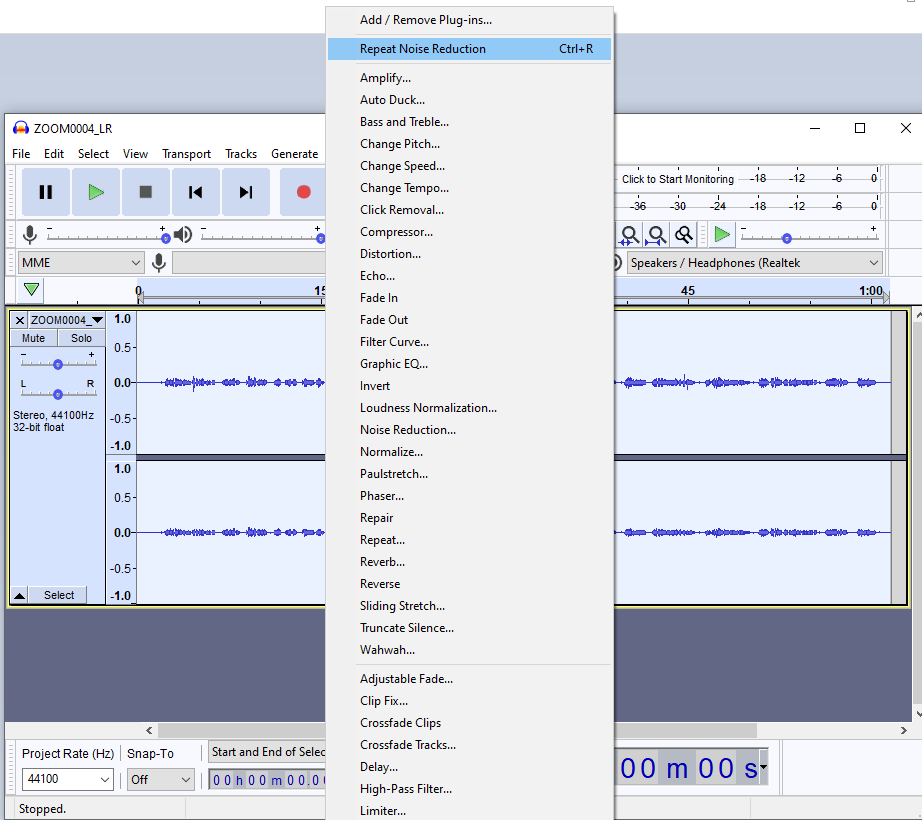 Add / Remove Plug-ins...
Repeat Noise Reduction Ctrl+R
Amplify...
Auto Duck...
Bass and Treble...
Change Pitch...
Change Speed...
Change Tempo...
Click Removal...
Compressor...
Distortion...
Echo...
Fade In
Fade Out
Filter Curve...
Graphic EQ...
Invert
Loudness Normalization...
Noise Reduction...
Normalize...
Paulstretch...
Phaser...
Repair
Repeat...
Reverb...
Reverse
Sliding Stretch...
Truncate Silence...
Wahwah...
Adjustable Fade...
Clip Fix...
Crossfade Clips
Crossfade Tracks...
Delay...
High-Pass Filter...
Limiter...
ZOOM0004_LR
File Edit Select View Transport Tracks Generate
Click to Start Monitoring -18 -12 -6 0
-36 -30 -24 -18 -12 -6 0
- + - +
- +
MME
Speakers / Headphones (Realtek
0 15 45 1:00
ZOOM0004_
Mute Solo
- +
L R
Stereo, 44100Hz
32-bit float
Select
1.0
0.5-
0.0-
-0.5-
-1.0
1.0
0.5-
0.0-
-0.5-
-1.0
Project Rate (Hz) Snap-To Start and End of Selec
44100 Off 00h00m00.0
00m00s
Stopped.